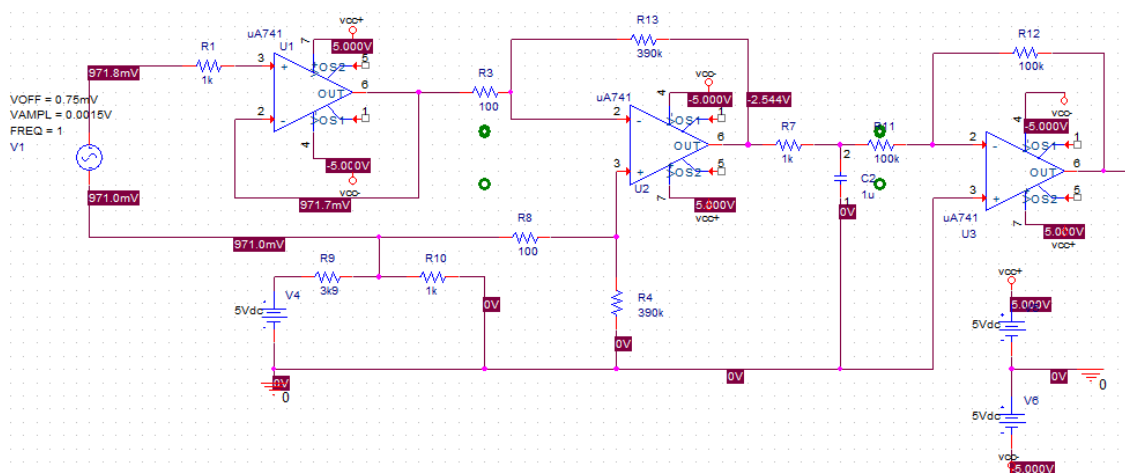 uA741
vcc+
U1
7
5.000V
5
R1
1k
3
+
OS2
6
OUT
2
-
OS1
1
4
-5.000V
vcc-
971.8mV
971.7mV
VOFF = 0.75mV
VAMPL = 0.0015V
FREQ = 1
V1
971.0mV
971.0mV
R3
100
R13
390k
uA741
vcc-
4
-5.000V
1
-2.544V
2
-
OS1
6
OUT
3
+
OS2
5
U2
7
5.000V
vcc+
R7
1k
2
C2
1u
1
0V
R11
100k
R12
100k
vcc-
4
-5.000V
2
-
OS1
1
6
OUT
3
+
OS2
5
uA741
U3
7
5.000V
vcc+
R8
100
R9
3k9
R10
1k
V4
5Vdc
0V
R4
390k
0V
0V
0
0V
vcc+
5.000V
5Vdc
0V
0
V6
5Vdc
vcc-
-5.000V